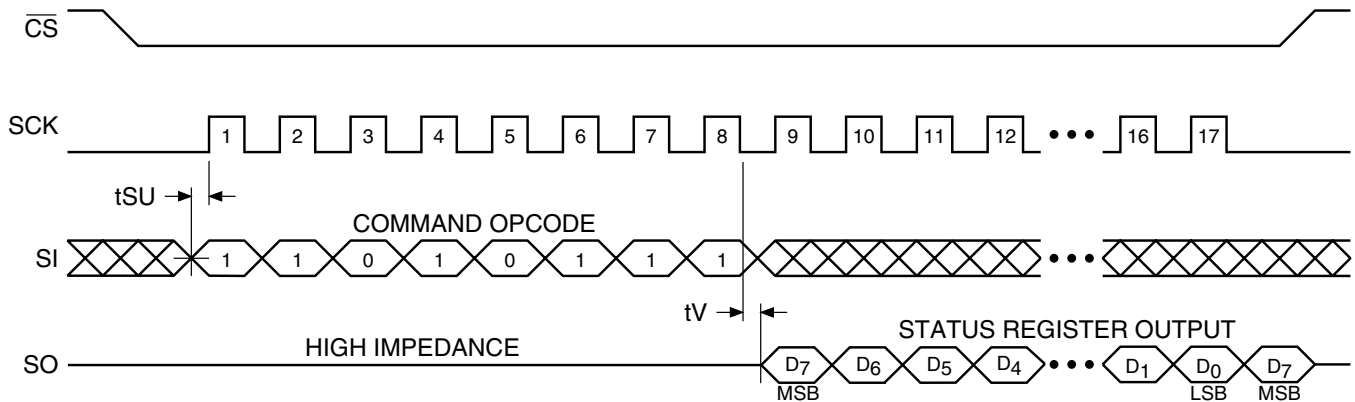 CS
SCK
1 2 3 4 5 6 7 8 9 10 11 12 ••• 16 17
tSU
COMMAND OPCODE
SI
1 1 0 1 0 1 1 1 •••
tV
STATUS REGISTER OUTPUT
HIGH IMPEDANCE
SO
D7 D6 D5 D4 ••• D1 D0 D7
MSB LSB MSB